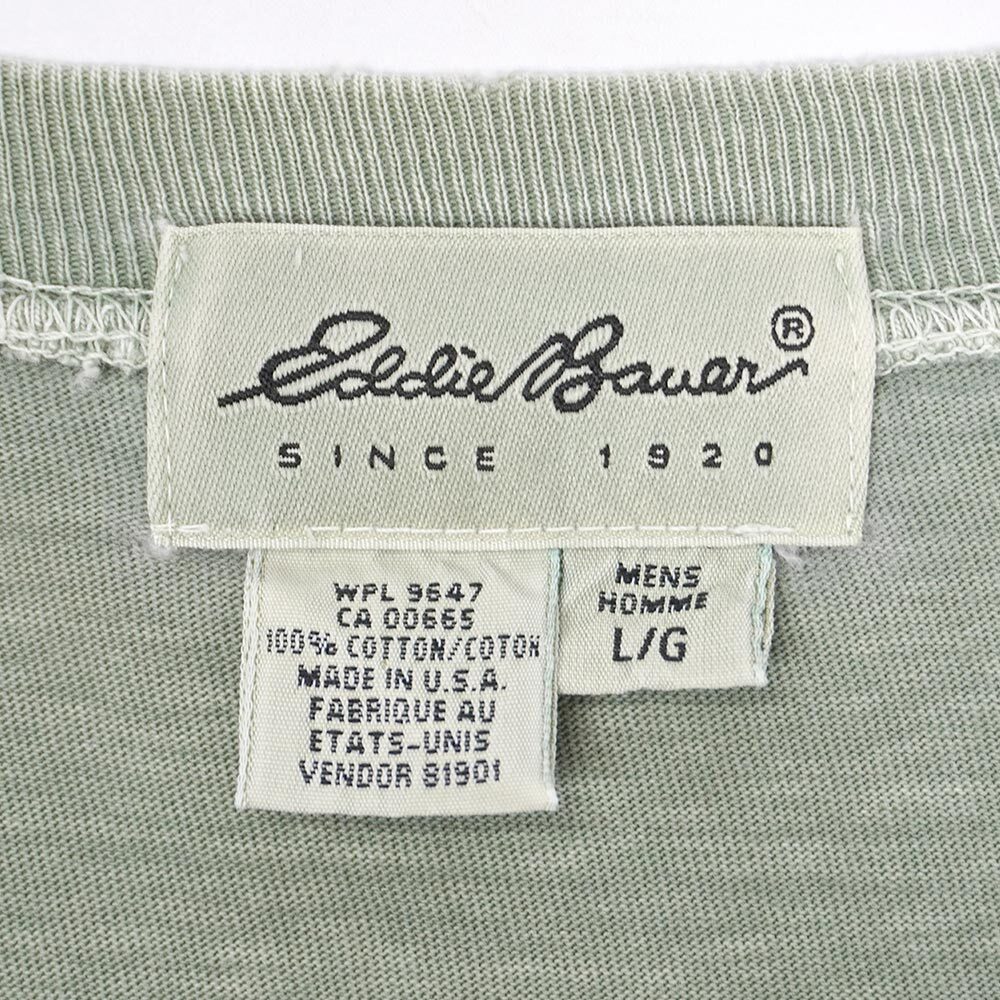 Eddie Bauer®
SINCE 1920
WPL 9647
CA 00665
100% COTTON/COTON
MADE IN U.S.A.
FABRIQUE AU
ETATS-UNIS
VENDOR 81901
MENS
HOMME
L/G